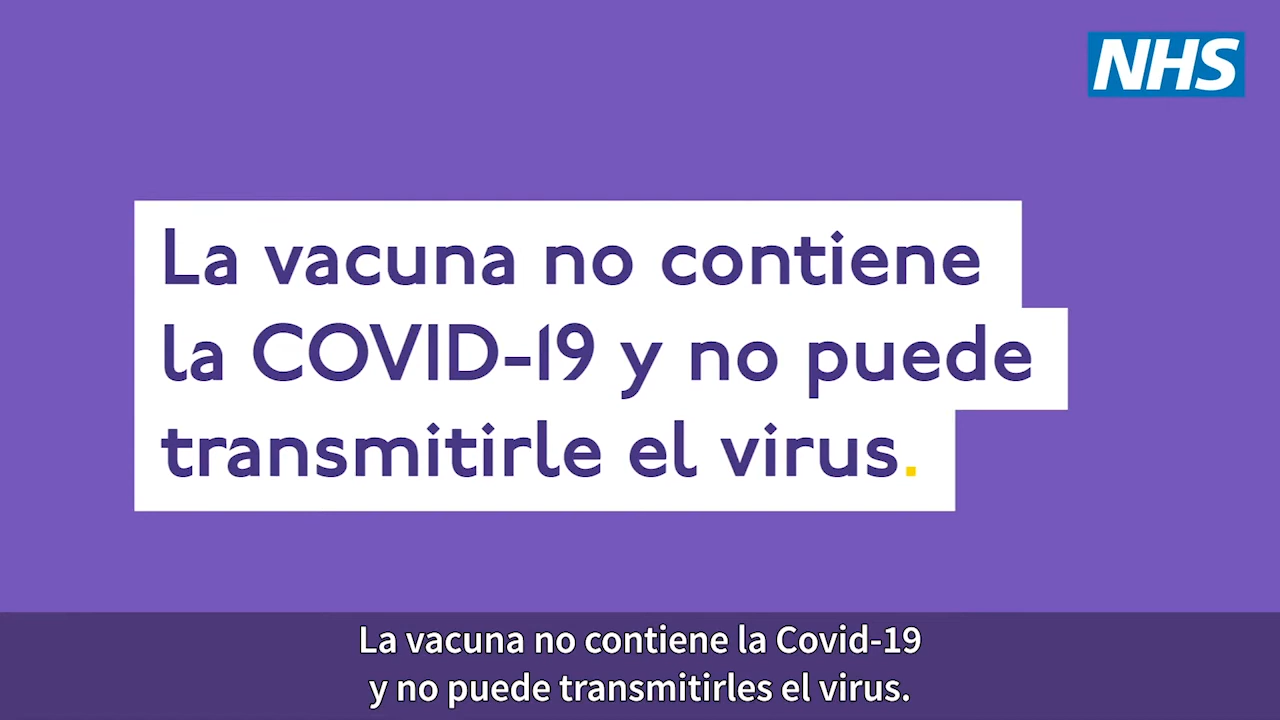 NHS
La vacuna no contiene
la COVID-19 y no puede
transmitirle el virus.
La vacuna no contiene la Covid-19
y no puede transmitirles el virus.